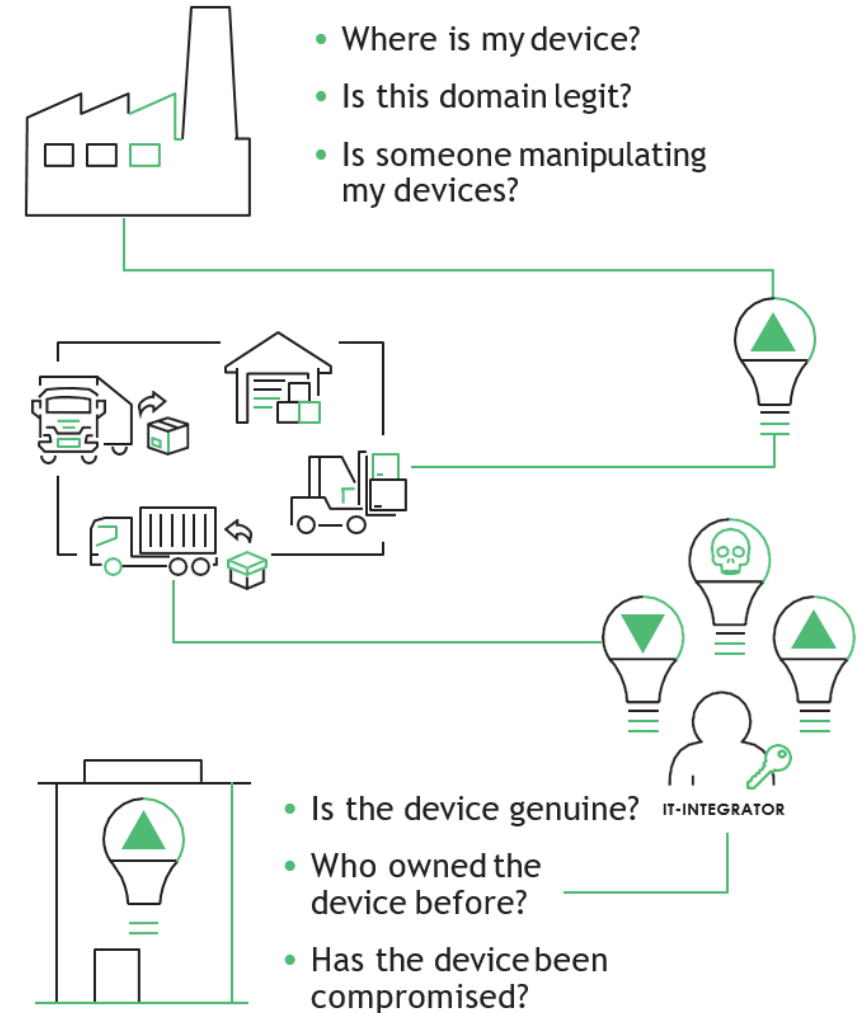 • Where is my device?
• Is this domain legit?
• Is someone manipulating
my devices?
• Is the device genuine?
IT-INTEGRATOR
• Who owned the
device before?
• Has the device been
compromised?